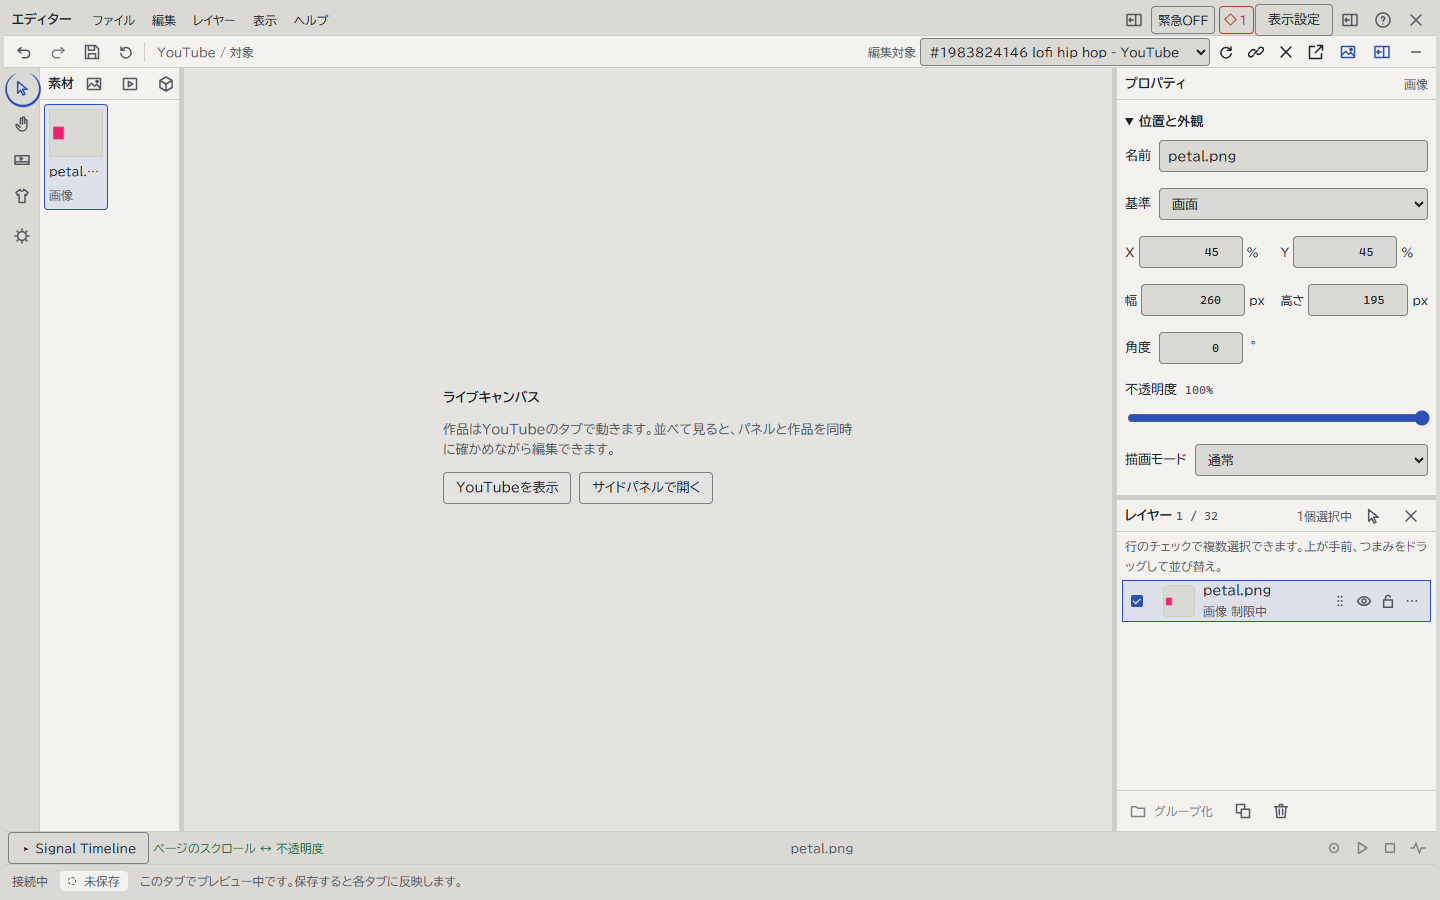 エディター ファイル 編集 レイヤー 表示 ヘルプ 緊急OFF 1 表示設定
YouTube / 対象 編集対象 #1983824146 lofi hip hop - YouTube
素材
petal.…
画像
ライブキャンバス
作品はYouTubeのタブで動きます。並べて見ると、パネルと作品を同時
に確かめながら編集できます。
YouTubeを表示 サイドパネルで開く
プロパティ 画像
▼ 位置と外観
名前 petal.png
基準 画面
X 45 % Y 45 %
幅 260 px 高さ 195 px
角度 0 °
不透明度 100%
描画モード 通常
レイヤー 1 / 32 1個選択中
行のチェックで複数選択できます。上が手前、つまみをドラ
ッグして並び替え。
petal.png
画像 制限中
グループ化
▸ Signal Timeline ページのスクロール ↔ 不透明度 petal.png
接続中 未保存 このタブでプレビュー中です。保存すると各タブに反映します。